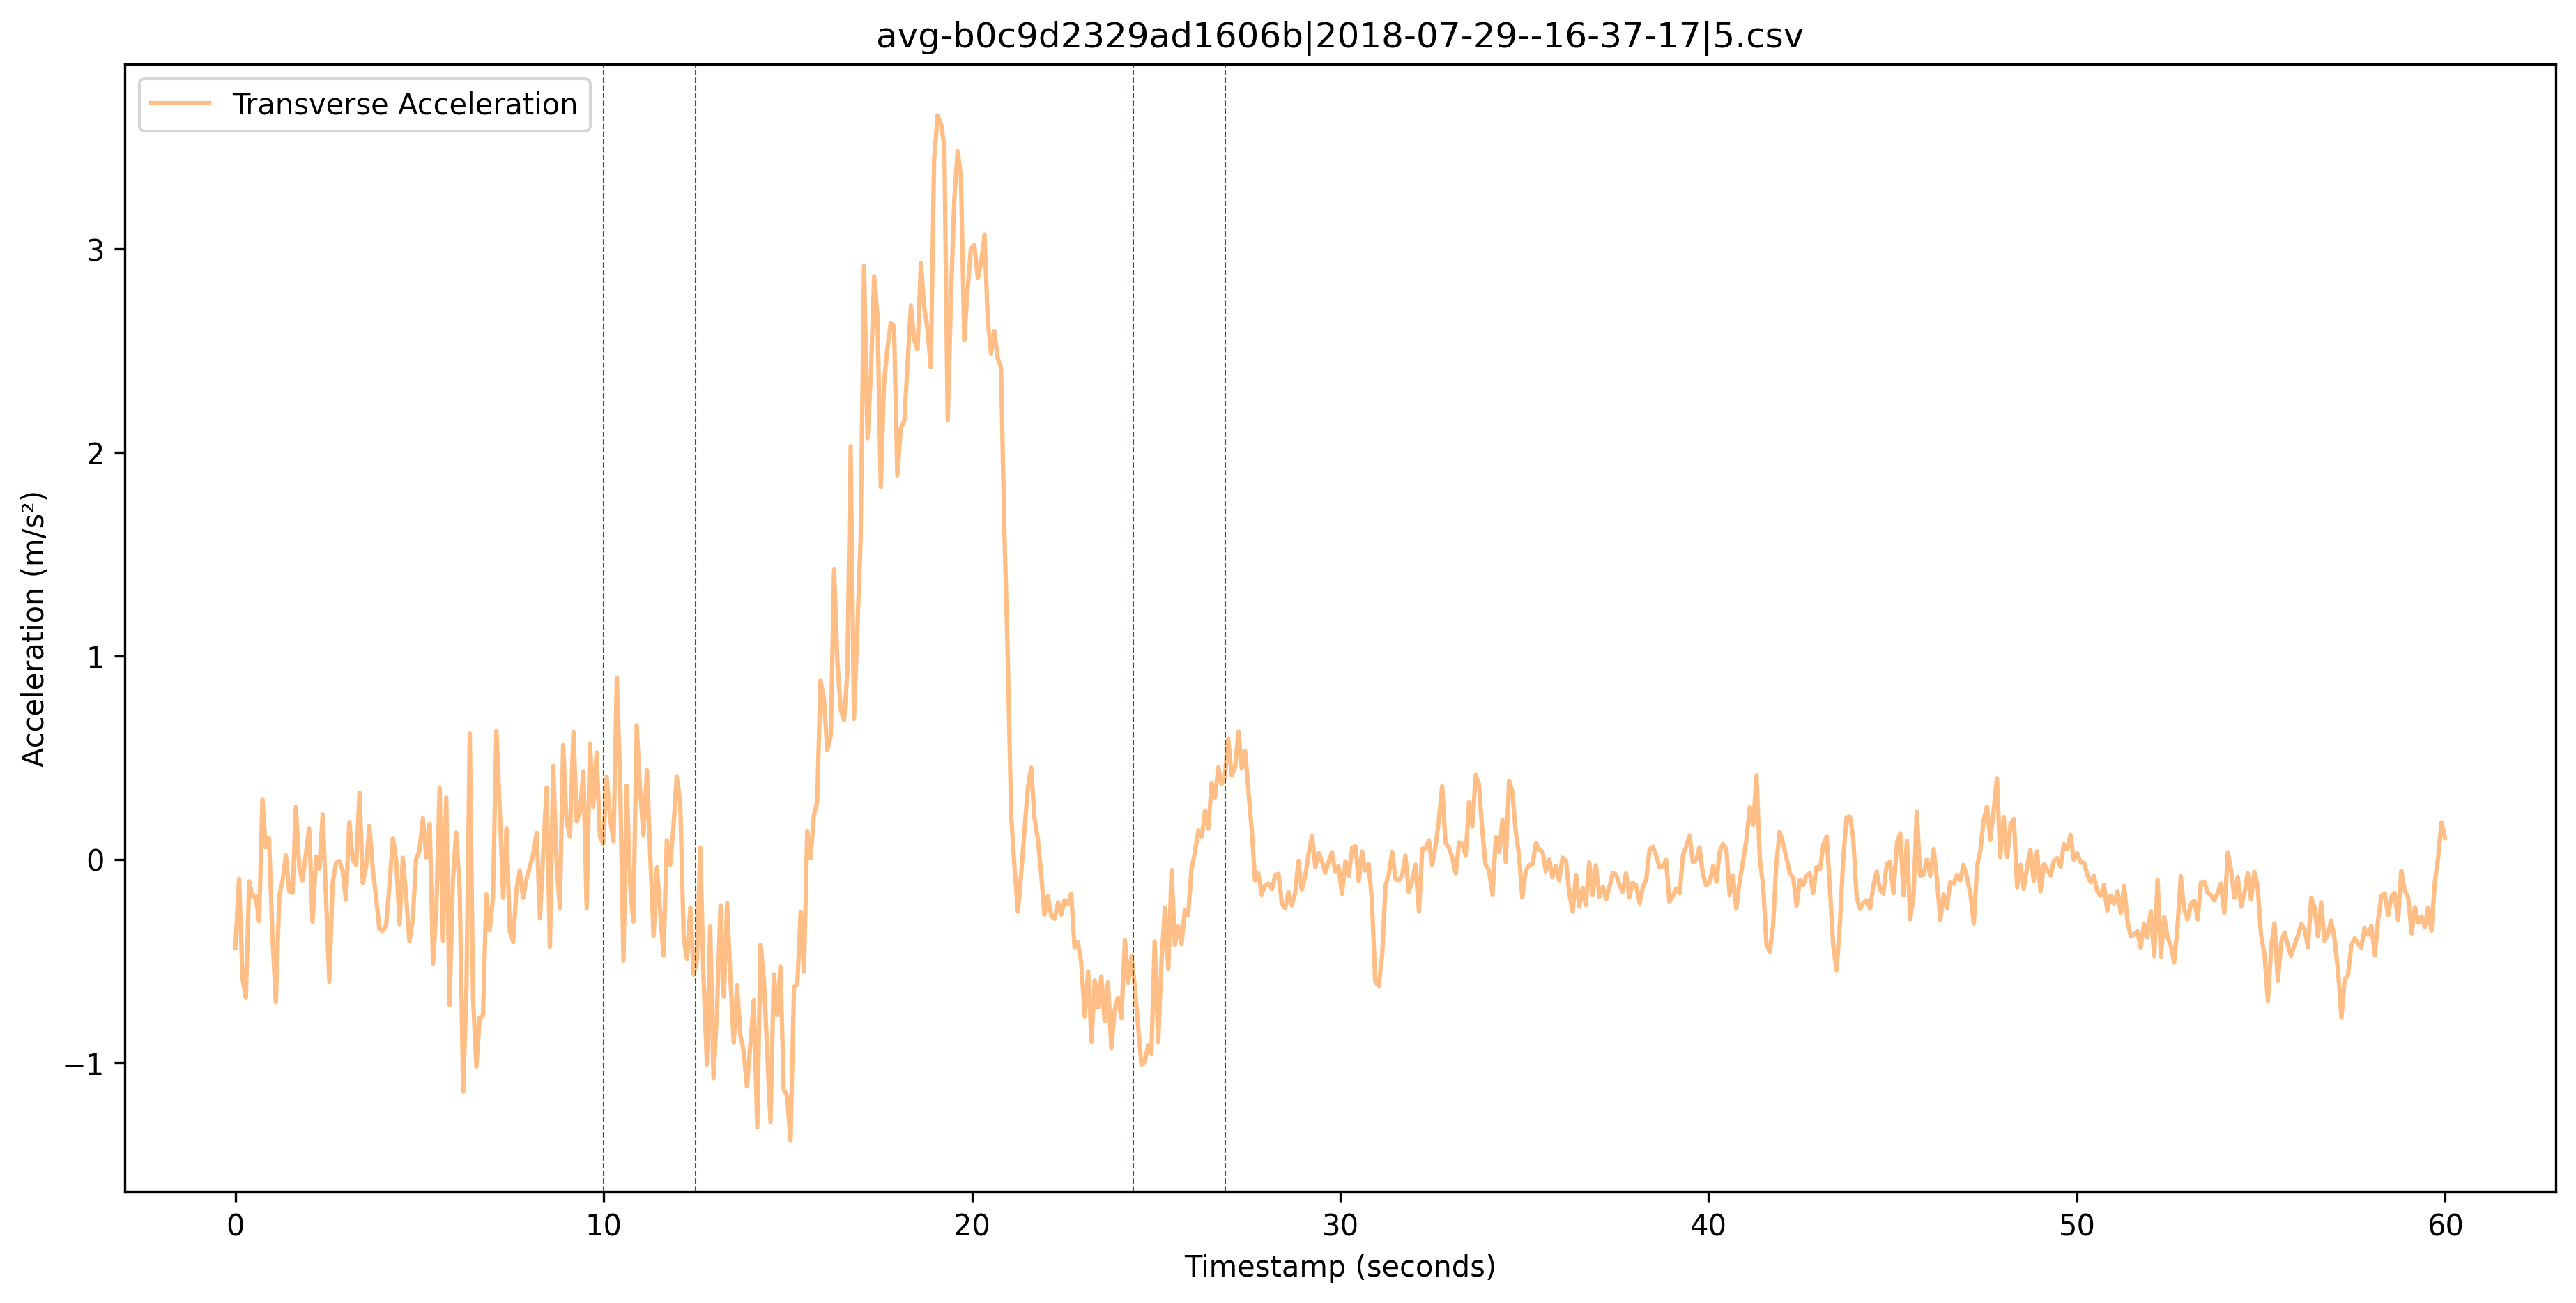 avg-b0c9d2329ad1606b|2018-07-29--16-37-17|5.csv
Transverse Acceleration
Acceleration (m/s²)
3
2
1
0
−1
0 10 20 30 40 50 60
Timestamp (seconds)